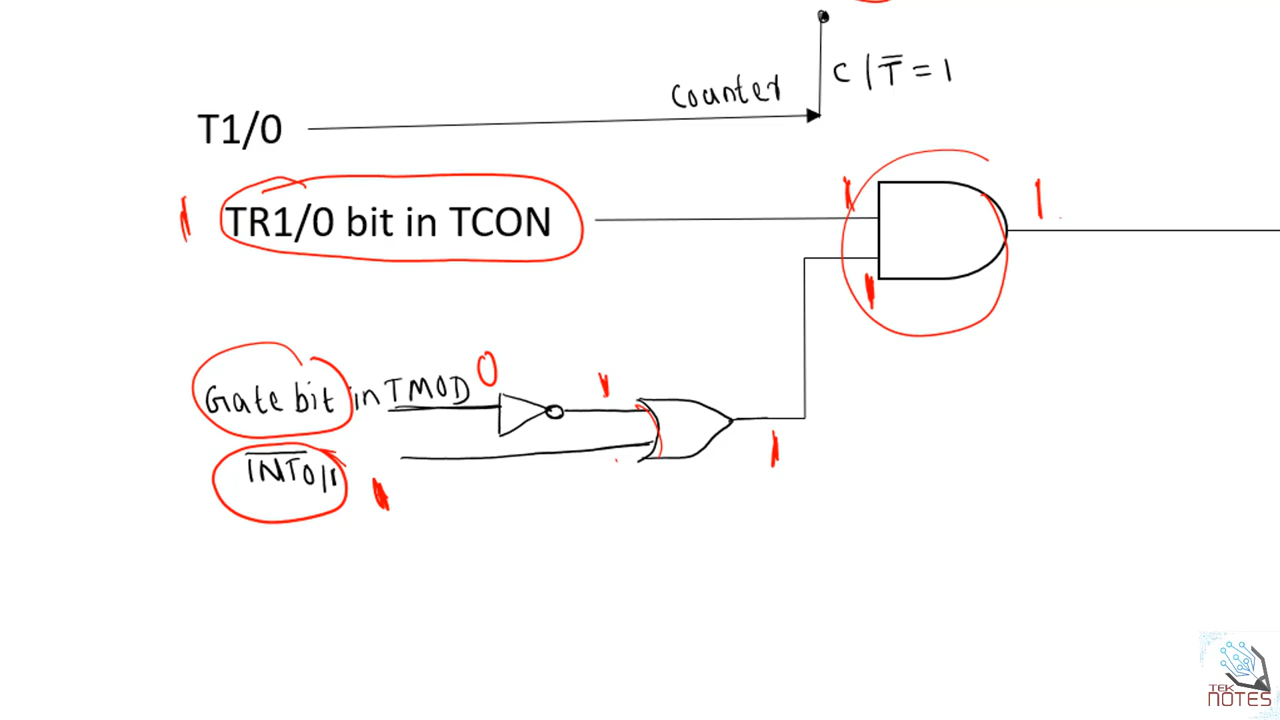 C/T̅ = 1
Counter
T1/0
1 1 1
TR1/0 bit in TCON
1
0 1
Gate bit in TMOD
I̅N̅T̅0/1
1 1
TEK
NOTES